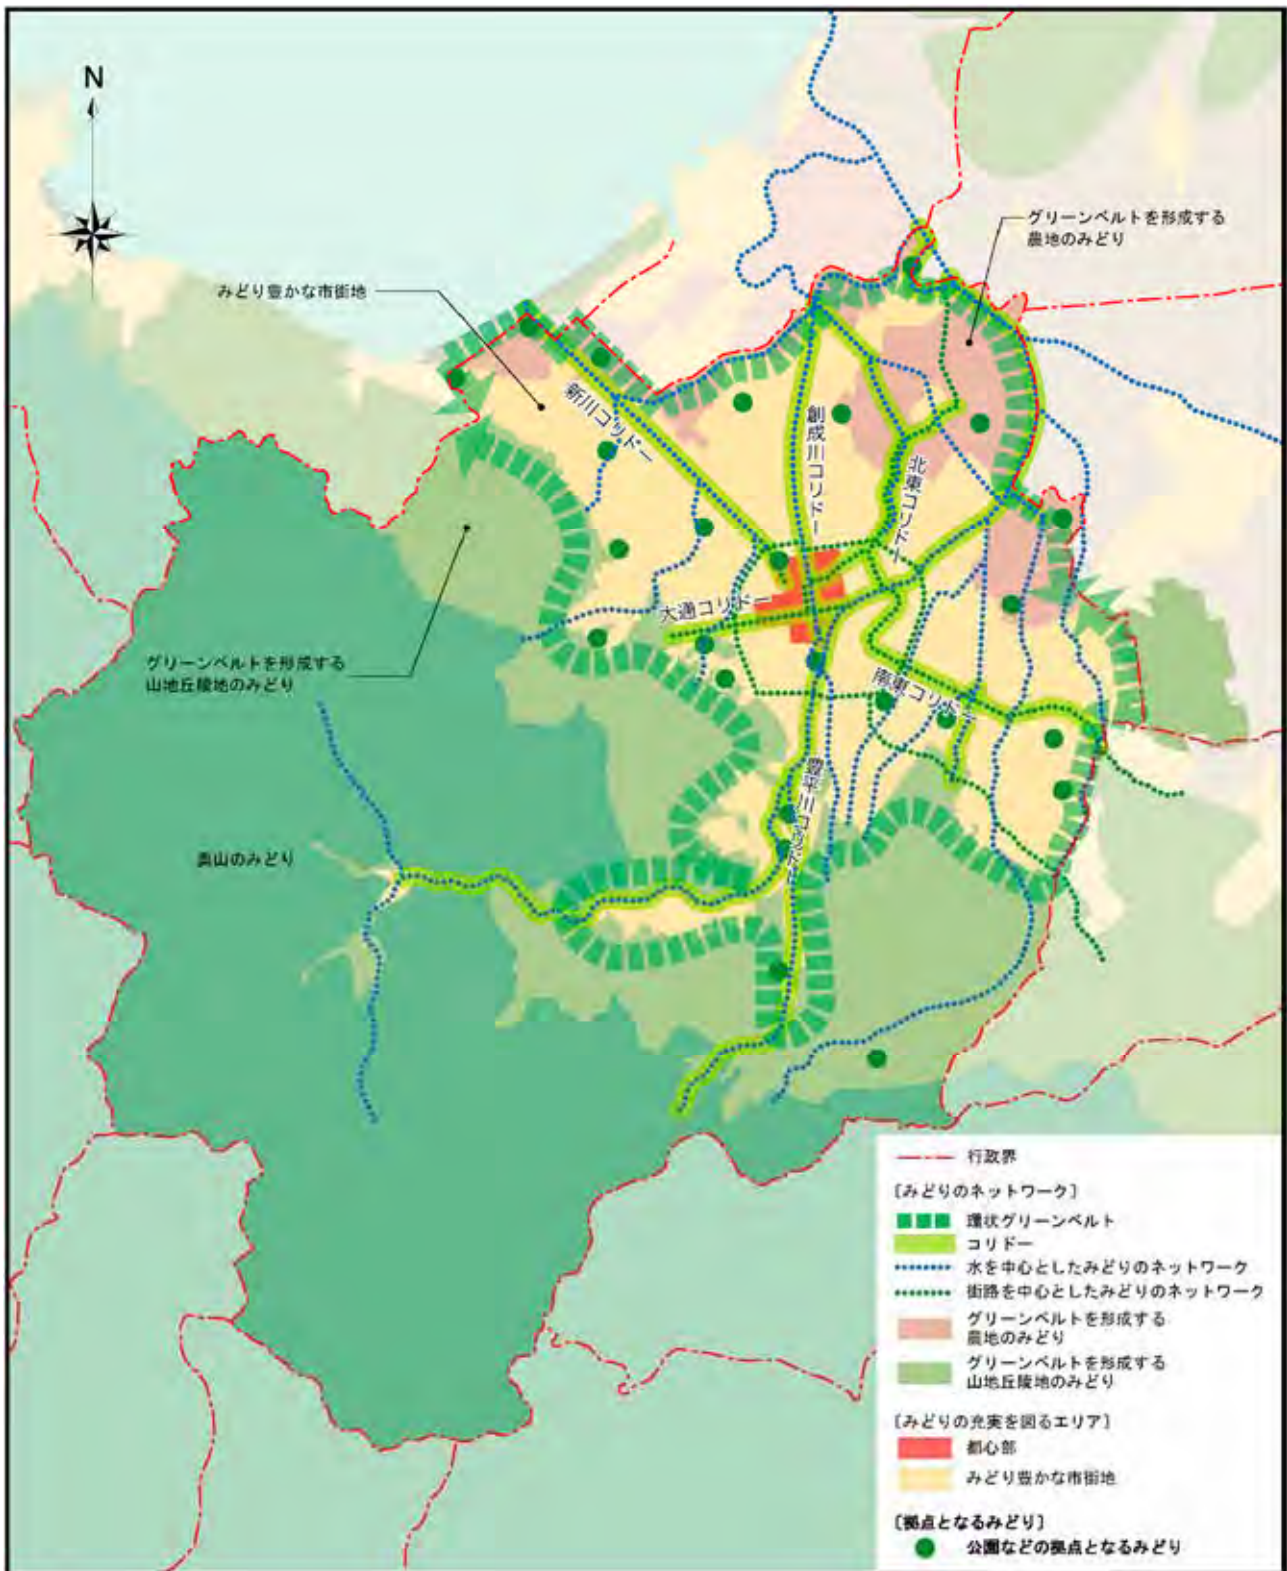 N
グリーンベルトを形成する
農地のみどり
みどり豊かな市街地
新川コリドー
創成川コリドー
北東コリドー
大通コリドー
グリーンベルトを形成する
山地丘陵地のみどり
南東コリドー
豊平川コリドー
奥山のみどり
行政界
〔みどりのネットワーク〕
環状グリーンベルト
コリドー
水を中心としたみどりのネットワーク
街路を中心としたみどりのネットワーク
グリーンベルトを形成する
農地のみどり
グリーンベルトを形成する
山地丘陵地のみどり
〔みどりの充実を図るエリア〕
都心部
みどり豊かな市街地
〔拠点となるみどり〕
公園などの拠点となるみどり